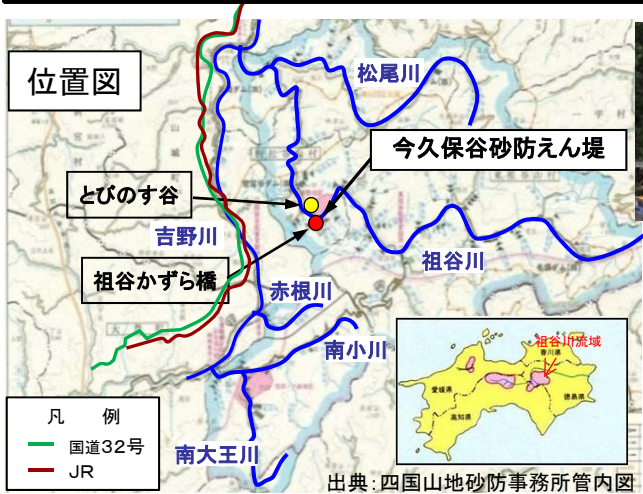 位置図
松尾川
今久保谷砂防えん堤
とびのす谷
吉野川
祖谷川
祖谷かずら橋
赤根川
南小川
祖谷川流域
香川県
愛媛県
徳島県
高知県
凡　例
国道32号
JR
南大王川
出典：四国山地砂防事務所管内図